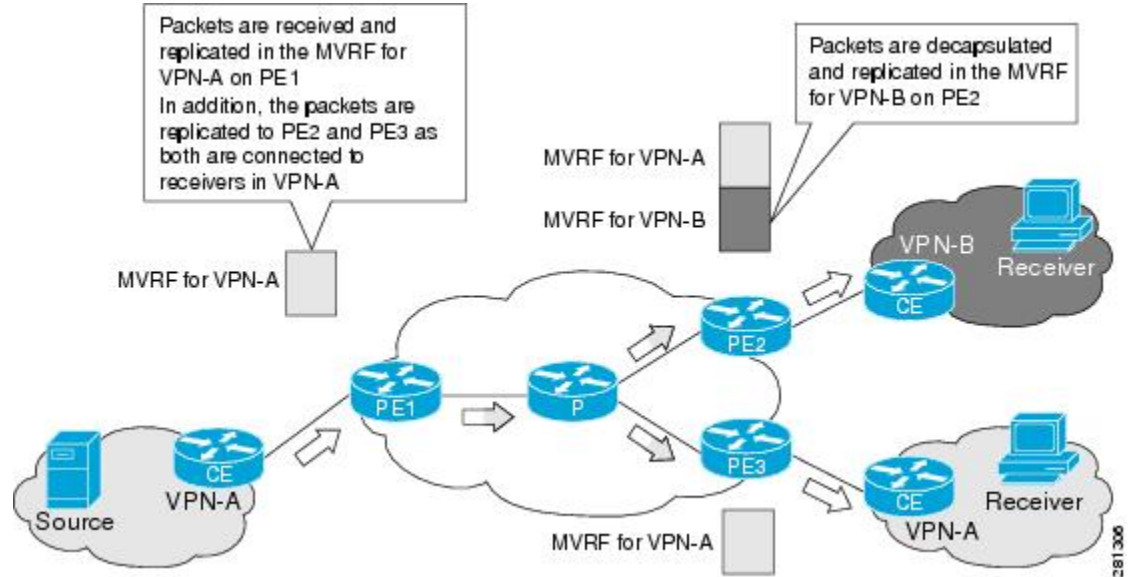 Packets are received and
replicated in the MVRF for
VPN-A on PE1
In addition, the packets are
replicated to PE2 and PE3 as
both are connected to
receivers in VPN-A
Packets are decapsulated
and replicated in the MVRF
for VPN-B on PE2
MVRF for VPN-A
MVRF for VPN-B
MVRF for VPN-A
VPN-B
Receiver
CE
PE2
PE1
P
PE3
CE
VPN-A
Source
CE
Receiver
VPN-A
MVRF for VPN-A
281306